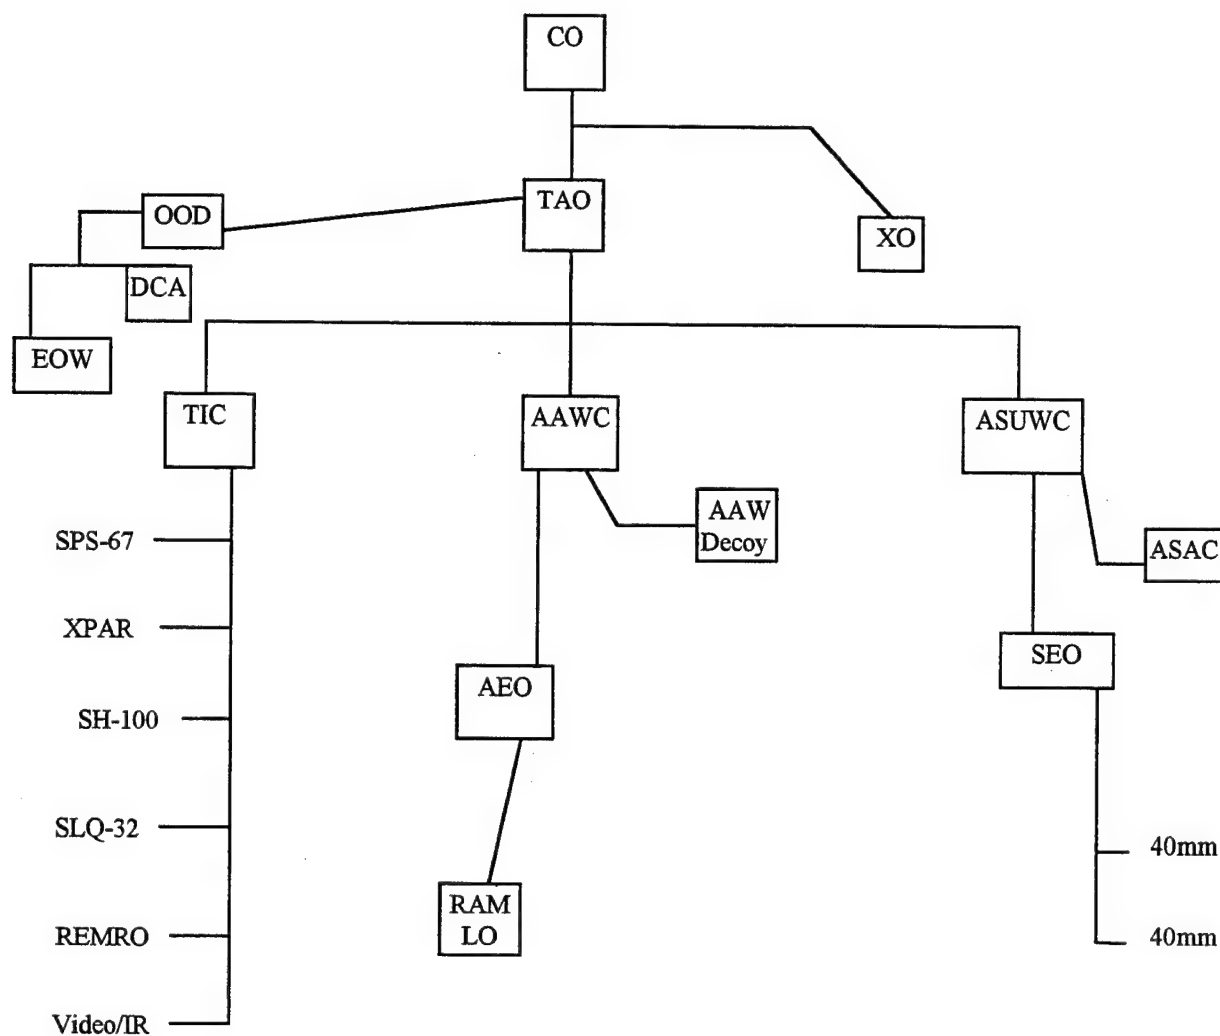 CO
TAO
OOD
XO
DCA
EOW
TIC
AAWC
ASUWC
AAW
Decoy
ASAC
SPS-67
XPAR
SH-100
SLQ-32
REMRO
Video/IR
AEO
RAM
LO
SEO
40mm
40mm